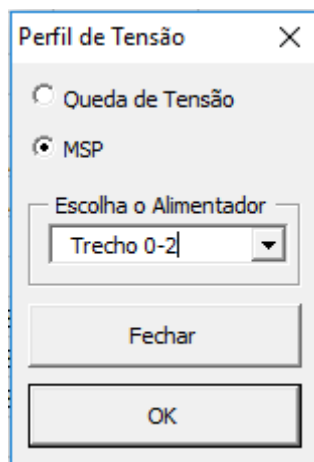 Perfil de Tensão
Queda de Tensão
MSP
Escolha o Alimentador
Trecho 0-2
Fechar
OK